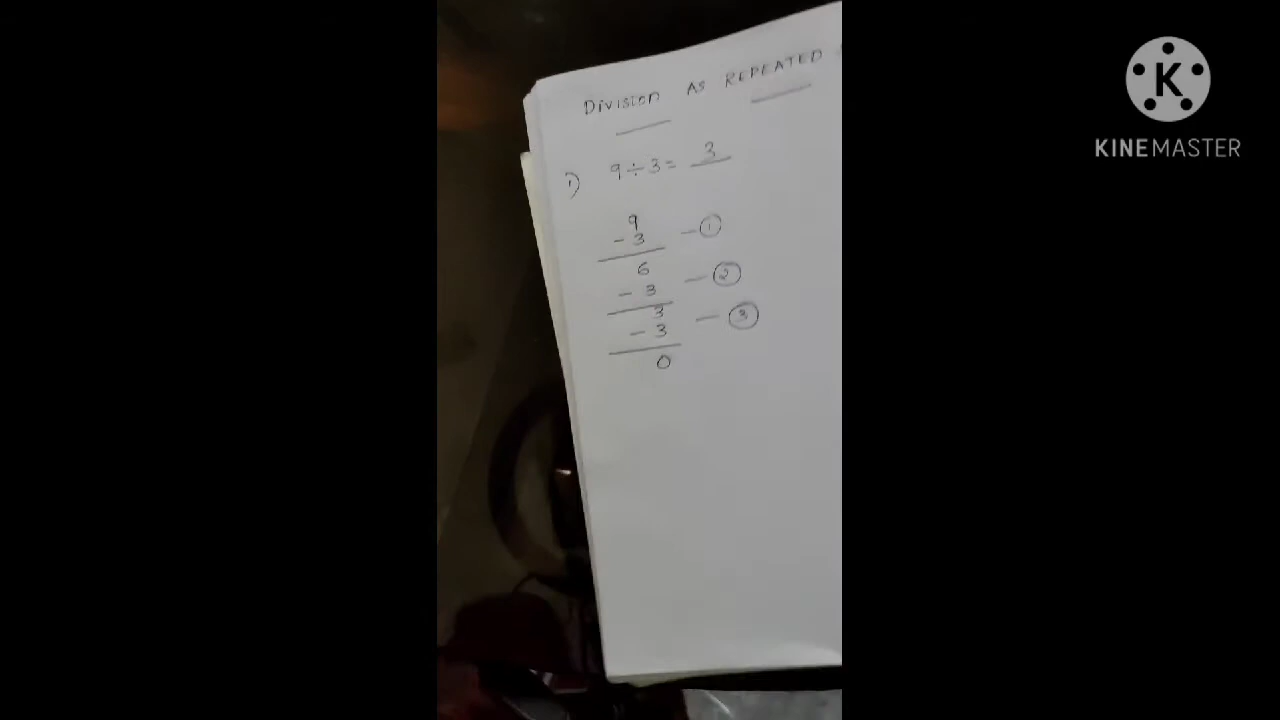 DIVISION AS REPEATED
1) 9÷3= 3
9
- 3 - 1
6
- 3 - 2
3
- 3 - 3
0
K
KINEMASTER